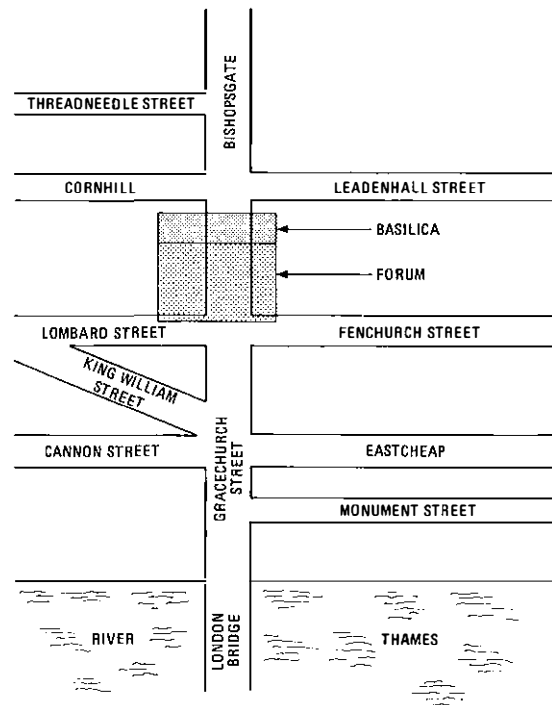 BISHOPSGATE
THREADNEEDLE STREET
CORNHILL
LEADENHALL STREET
BASILICA
FORUM
LOMBARD STREET
FENCHURCH STREET
KING WILLIAM
STREET
CANNON STREET
GRACECHURCH
STREET
EASTCHEAP
MONUMENT STREET
RIVER
LONDON
BRIDGE
THAMES